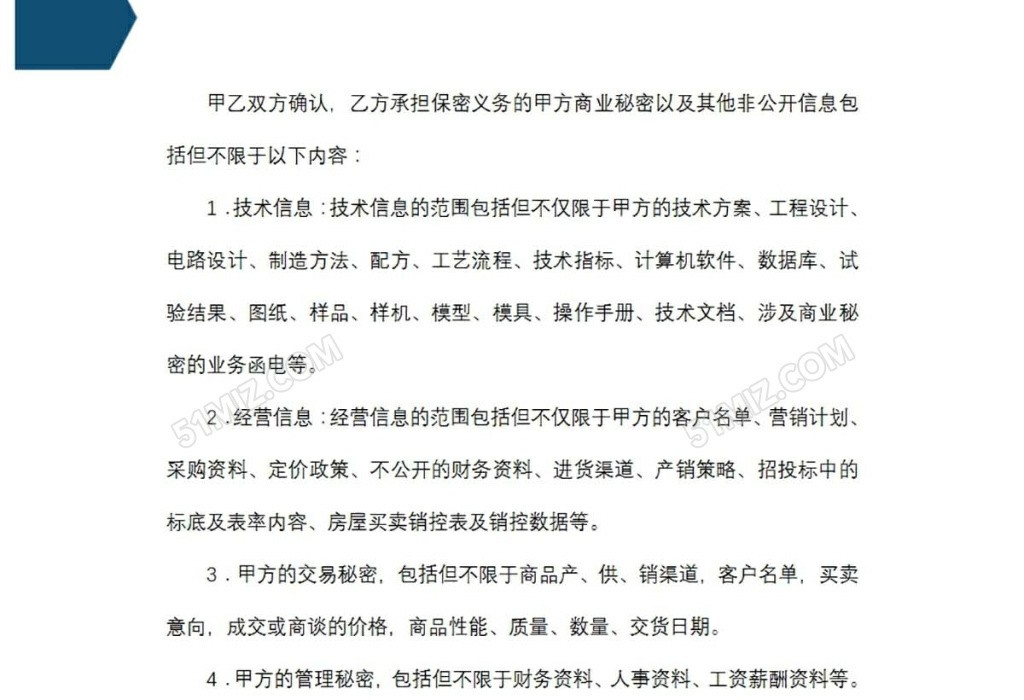 甲乙双方确认，乙方承担保密义务的甲方商业秘密以及其他非公开信息包
括但不限于以下内容：
1．技术信息：技术信息的范围包括但不仅限于甲方的技术方案、工程设计、
电路设计、制造方法、配方、工艺流程、技术指标、计算机软件、数据库、试
验结果、图纸、样品、样机、模型、模具、操作手册、技术文档、涉及商业秘
密的业务函电等。
2．经营信息：经营信息的范围包括但不仅限于甲方的客户名单、营销计划、
采购资料、定价政策、不公开的财务资料、进货渠道、产销策略、招投标中的
标底及表率内容、房屋买卖销控表及销控数据等。
3．甲方的交易秘密，包括但不限于商品产、供、销渠道，客户名单，买卖
意向，成交或商谈的价格，商品性能、质量、数量、交货日期。
4．甲方的管理秘密，包括但不限于财务资料、人事资料、工资薪酬资料等。
51MIZ.COM
51MIZ.COM